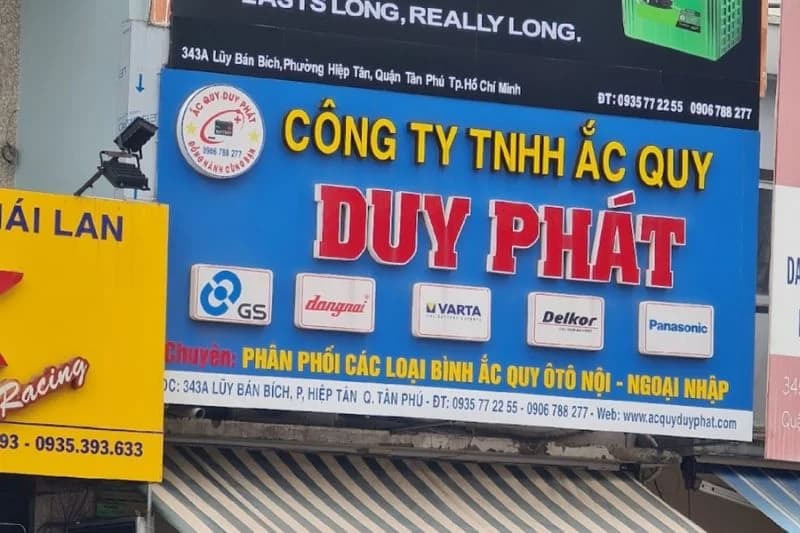 LASTS LONG, REALLY LONG.
343A Lũy Bán Bích, Phường Hiệp Tân, Quận Tân Phú Tp.Hồ Chí Minh
ĐT: 0935 77 22 55 0906 788 277
ẮC QUY DUY PHÁT
0906 788 277
ĐỒNG HÀNH CÙNG BẠN
CÔNG TY TNHH ẮC QUY
DUY PHÁT
GS
dongnai
VARTA
Delkor
Panasonic
Chuyên: PHÂN PHỐI CÁC LOẠI BÌNH ẮC QUY ÔTÔ NỘI - NGOẠI NHẬP
ĐC: 343A LŨY BÁN BÍCH, P, HIỆP TÂN Q. TÂN PHÚ - ĐT: 0935 77 22 55 - 0906 788 277 - Web: www.acquyduyphat.com
HÁI LAN
Racing
93 - 0935.393.633
DA
34
Qu